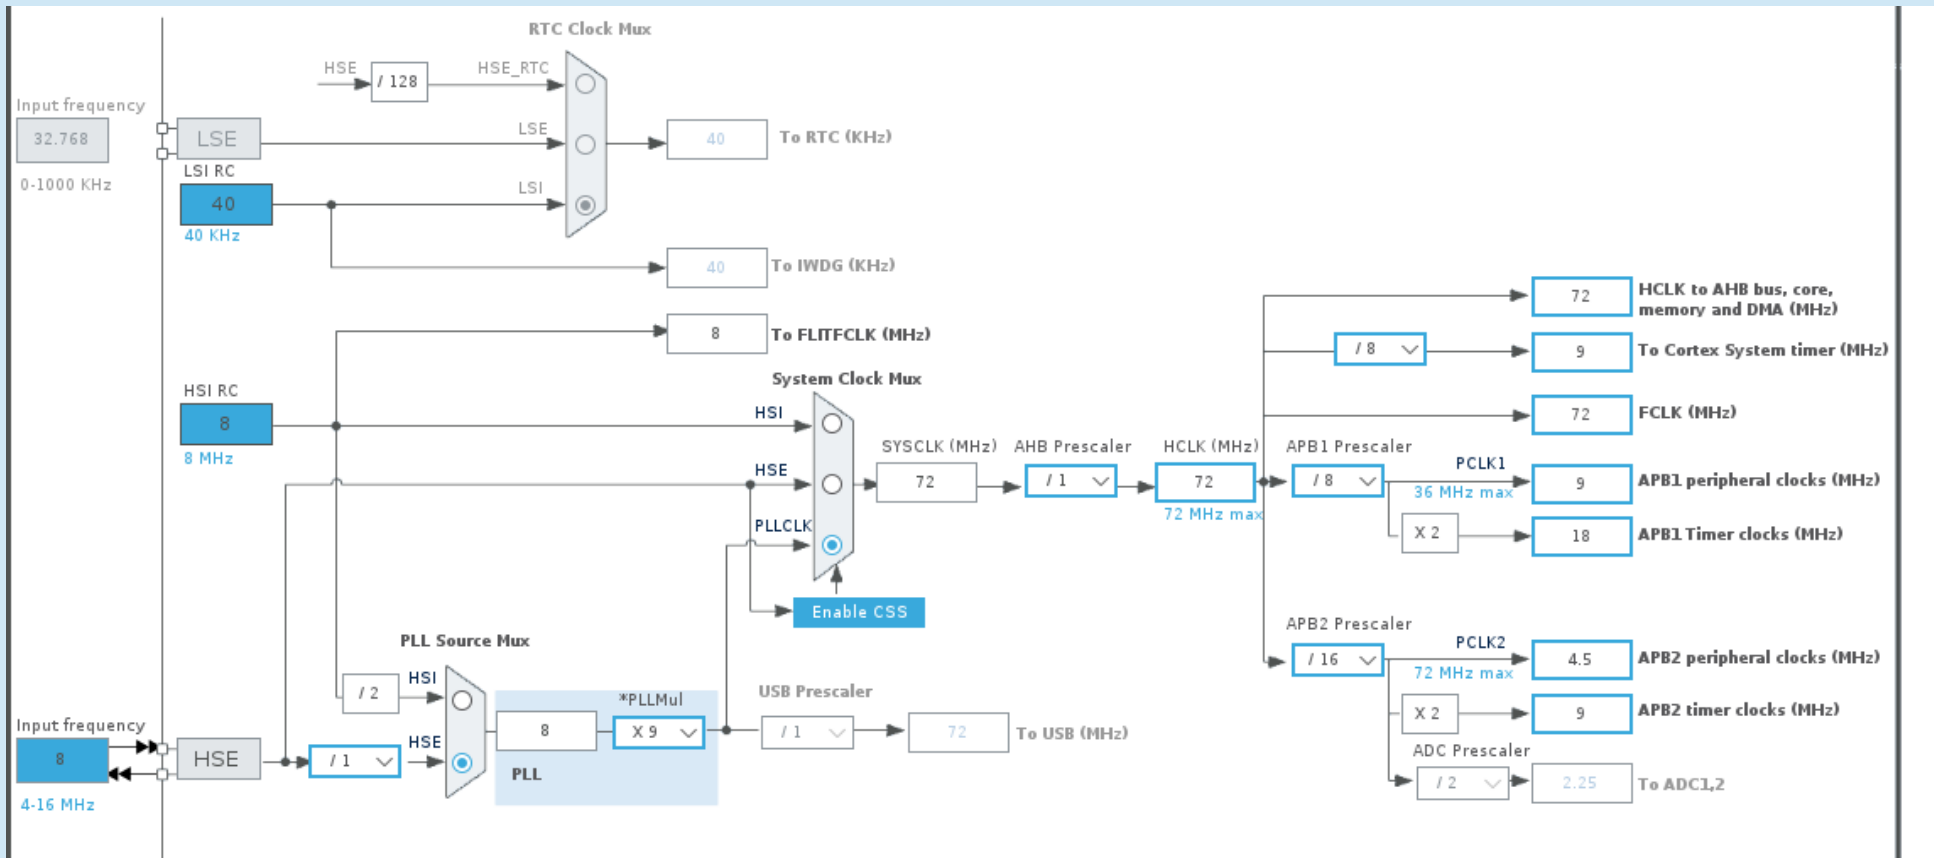 RTC Clock Mux
HSE
/ 128
HSE_RTC
Input frequency
32.768
LSE
LSE
40
To RTC (KHz)
0-1000 KHz
LSI RC
LSI
40
40 KHz
40
To IWDG (KHz)
8
To FLITFCLK (MHz)
HSI RC
8
8 MHz
System Clock Mux
HSI
HSE
PLLCLK
Enable CSS
SYSCLK (MHz)
72
AHB Prescaler
/ 1
HCLK (MHz)
72
72 MHz max
72
HCLK to AHB bus, core,
memory and DMA (MHz)
/ 8
9
To Cortex System timer (MHz)
72
FCLK (MHz)
APB1 Prescaler
/ 8
PCLK1
36 MHz max
9
APB1 peripheral clocks (MHz)
X 2
18
APB1 Timer clocks (MHz)
APB2 Prescaler
/ 16
PCLK2
72 MHz max
4.5
APB2 peripheral clocks (MHz)
X 2
9
APB2 timer clocks (MHz)
ADC Prescaler
/ 2
2.25
To ADC1,2
PLL Source Mux
/ 2
HSI
Input frequency
8
4-16 MHz
HSE
/ 1
HSE
8
*PLLMul
X 9
PLL
USB Prescaler
/ 1
72
To USB (MHz)